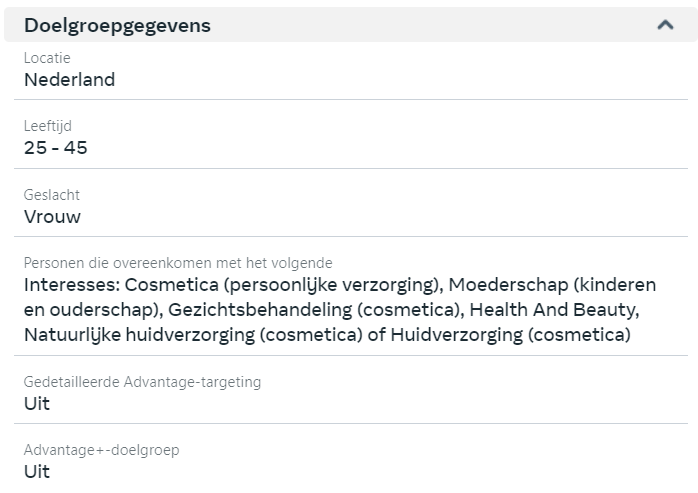 Doelgroepgegevens
Locatie
Nederland
Leeftijd
25 - 45
Geslacht
Vrouw
Personen die overeenkomen met het volgende
Interesses: Cosmetica (persoonlijke verzorging), Moederschap (kinderen
en ouderschap), Gezichtsbehandeling (cosmetica), Health And Beauty,
Natuurlijke huidverzorging (cosmetica) of Huidverzorging (cosmetica)
Gedetailleerde Advantage-targeting
Uit
Advantage+-doelgroep
Uit